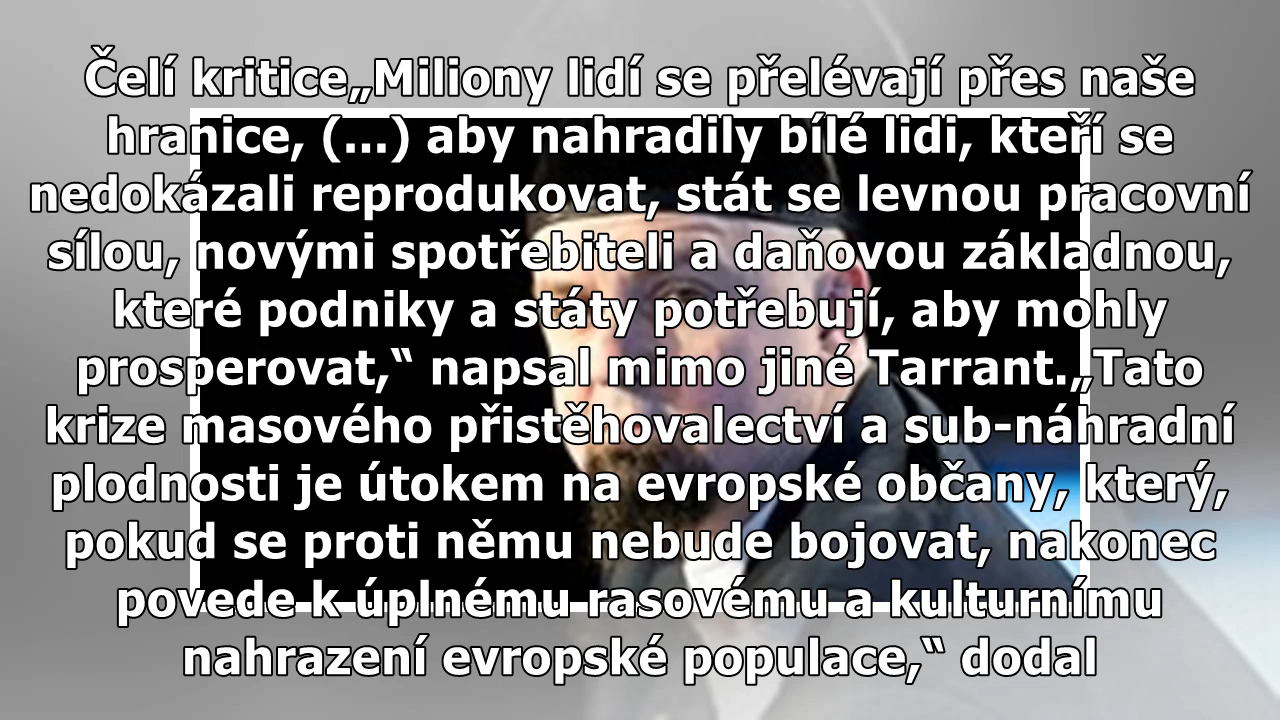 Čelí kritice„Miliony lidí se přelévají přes naše
hranice, (...) aby nahradily bílé lidi, kteří se
nedokázali reprodukovat, stát se levnou pracovní
sílou, novými spotřebiteli a daňovou základnou,
které podniky a státy potřebují, aby mohly
prosperovat,“ napsal mimo jiné Tarrant.„Tato
krize masového přistěhovalectví a sub-náhradní
plodnosti je útokem na evropské občany, který,
pokud se proti němu nebude bojovat, nakonec
povede k úplnému rasovému a kulturnímu
nahrazení evropské populace,“ dodal